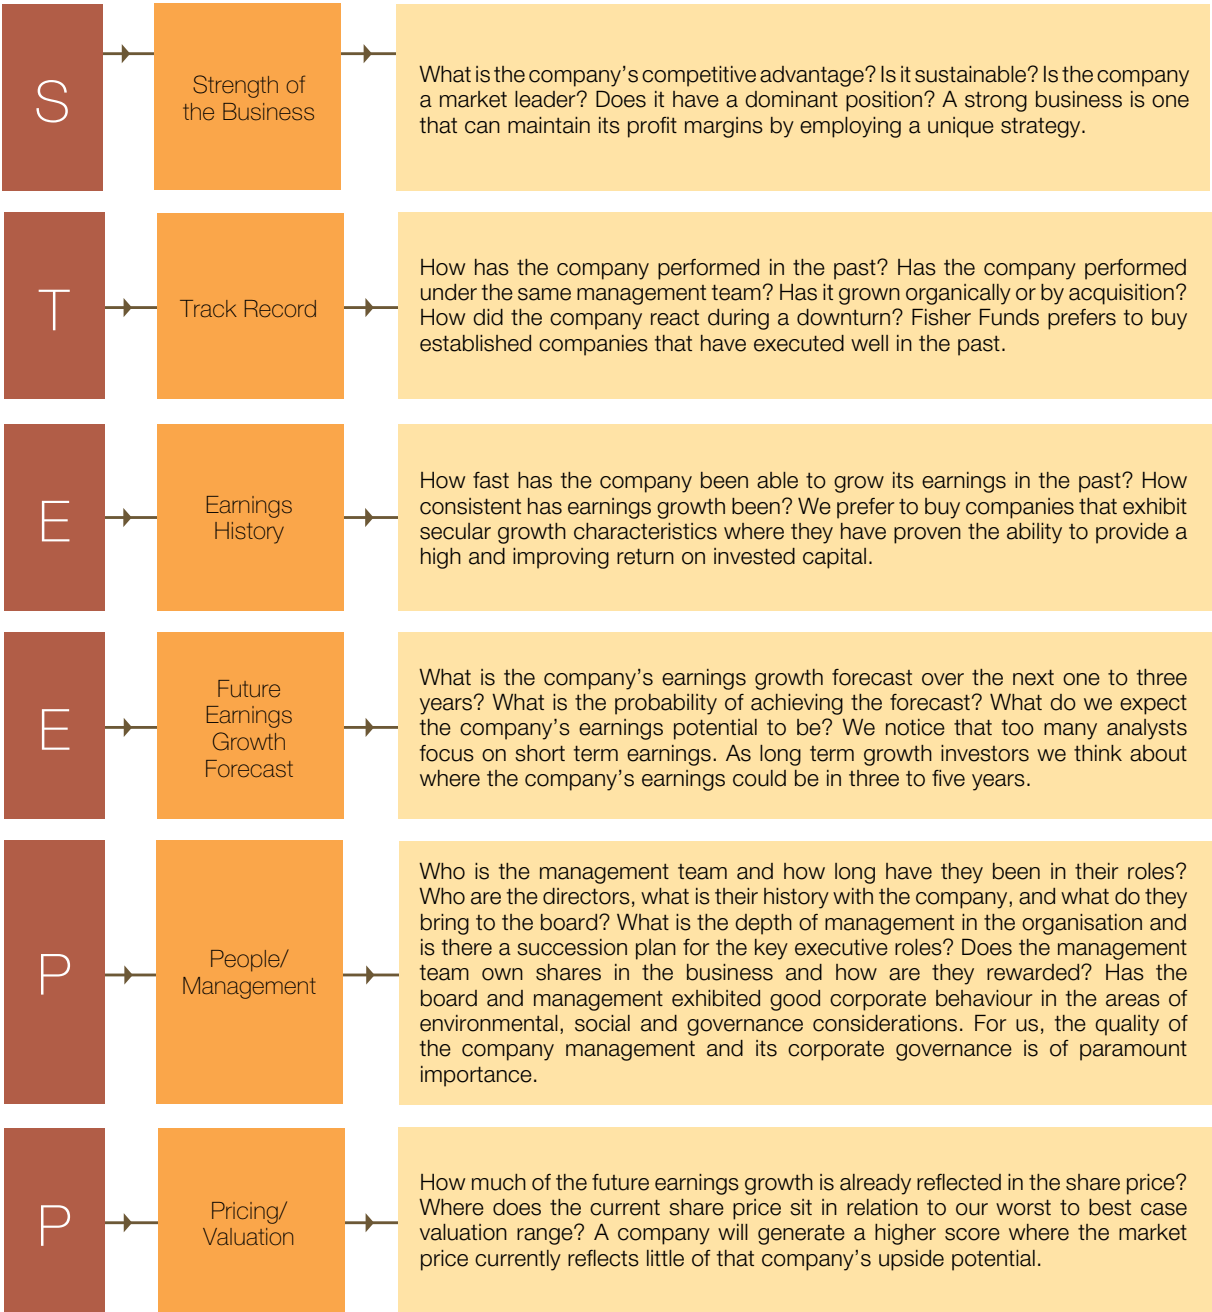 S
Strength of
the Business
What is the company’s competitive advantage? Is it sustainable? Is the company
a market leader? Does it have a dominant position? A strong business is one
that can maintain its profit margins by employing a unique strategy.
T
Track Record
How has the company performed in the past? Has the company performed
under the same management team? Has it grown organically or by acquisition?
How did the company react during a downturn? Fisher Funds prefers to buy
established companies that have executed well in the past.
E
Earnings
History
How fast has the company been able to grow its earnings in the past? How
consistent has earnings growth been? We prefer to buy companies that exhibit
secular growth characteristics where they have proven the ability to provide a
high and improving return on invested capital.
E
Future
Earnings
Growth
Forecast
What is the company’s earnings growth forecast over the next one to three
years? What is the probability of achieving the forecast? What do we expect
the company’s earnings potential to be? We notice that too many analysts
focus on short term earnings. As long term growth investors we think about
where the company’s earnings could be in three to five years.
P
People/
Management
Who is the management team and how long have they been in their roles?
Who are the directors, what is their history with the company, and what do they
bring to the board? What is the depth of management in the organisation and
is there a succession plan for the key executive roles? Does the management
team own shares in the business and how are they rewarded? Has the
board and management exhibited good corporate behaviour in the areas of
environmental, social and governance considerations. For us, the quality of
the company management and its corporate governance is of paramount
importance.
P
Pricing/
Valuation
How much of the future earnings growth is already reflected in the share price?
Where does the current share price sit in relation to our worst to best case
valuation range? A company will generate a higher score where the market
price currently reflects little of that company’s upside potential.